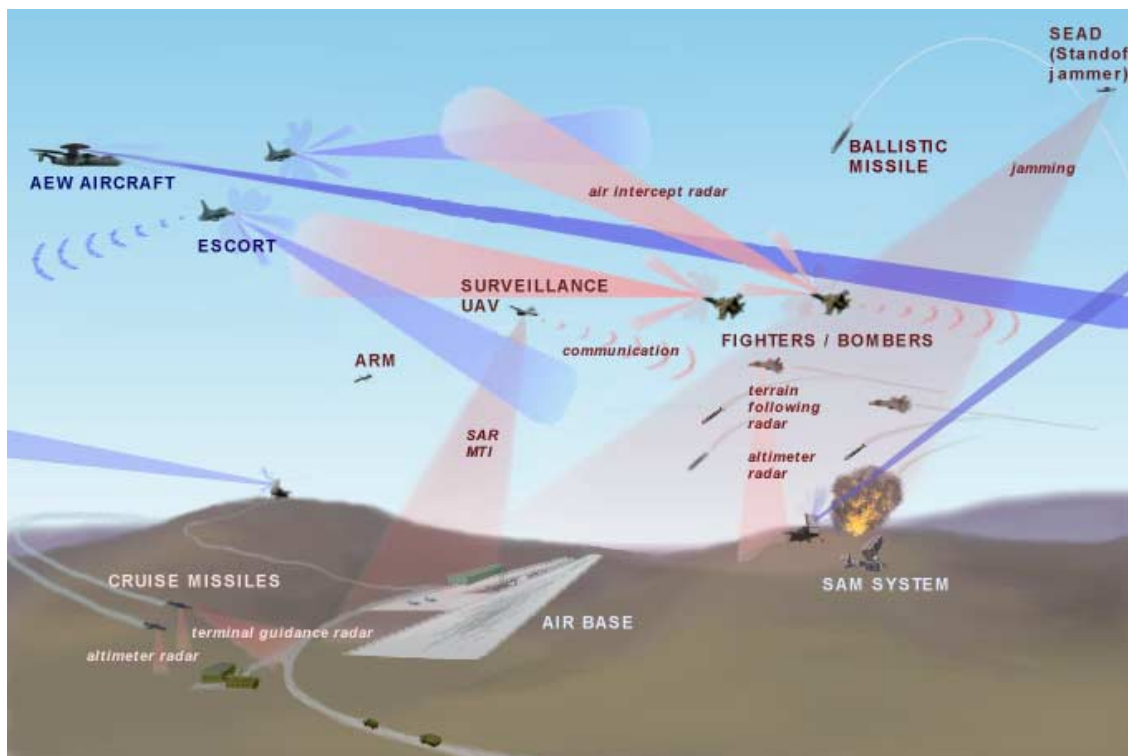 SEAD
(Standof
jammer)
BALLISTIC
MISSILE
jamming
AEW AIRCRAFT
air intercept radar
ESCORT
SURVEILLANCE
UAV
FIGHTERS / BOMBERS
communication
ARM
terrain
following
radar
SAR
MTI
altimeter
radar
CRUISE MISSILES
SAM SYSTEM
AIR BASE
terminal guidance radar
altimeter radar